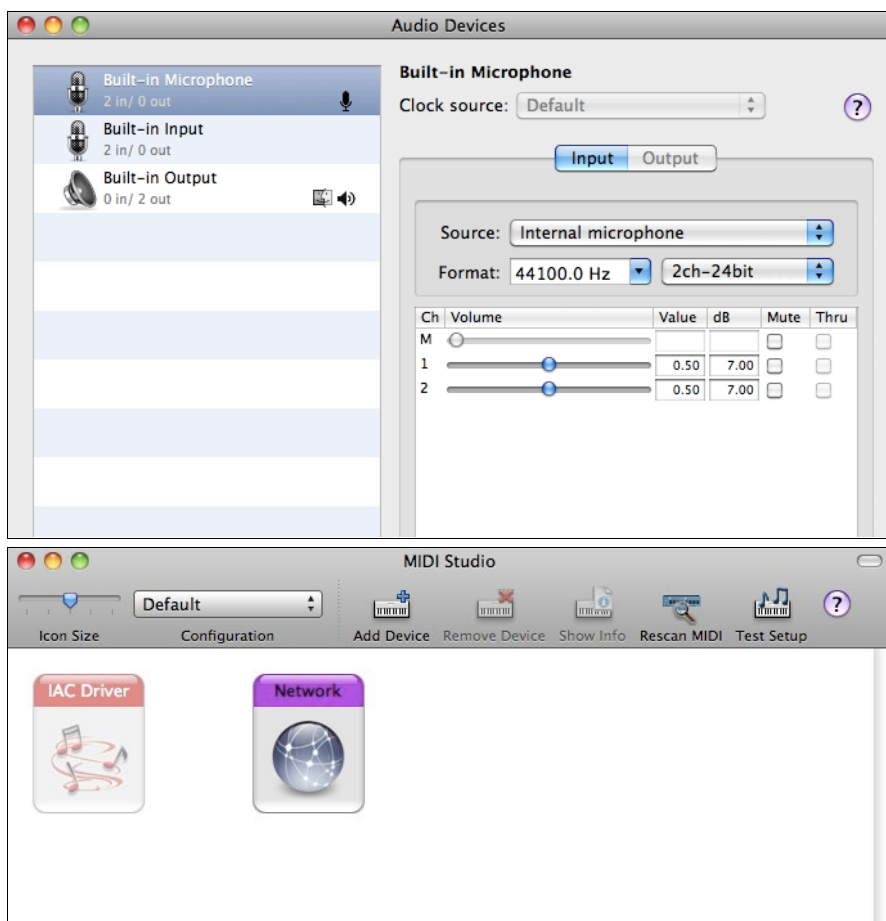 Audio Devices
Built-in Microphone
2 in/ 0 out
Built-in Input
2 in/ 0 out
Built-in Output
0 in/ 2 out
Built-in Microphone
Clock source: Default ?
Input Output
Source: Internal microphone
Format: 44100.0 Hz 2ch-24bit
Ch Volume Value dB Mute Thru
M
1 0.50 7.00
2 0.50 7.00
MIDI Studio
Default ?
Icon Size Configuration Add Device Remove Device Show Info Rescan MIDI Test Setup
IAC Driver Network